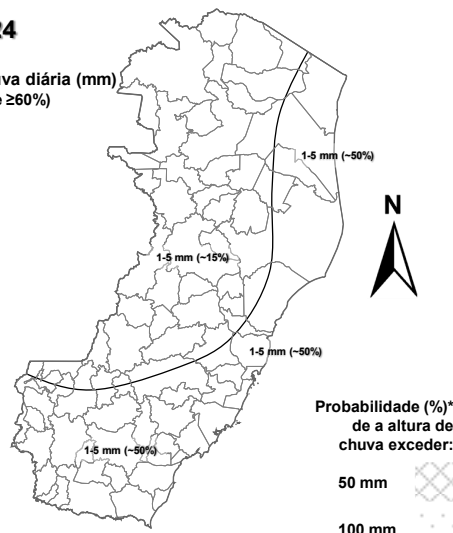 24
va diária (mm)
e ≥60%)
1-5 mm (~50%)
N
1-5 mm (~15%)
1-5 mm (~50%)
Probabilidade (%)*
de a altura de
chuva exceder:
1-5 mm (~50%)
50 mm
100 mm